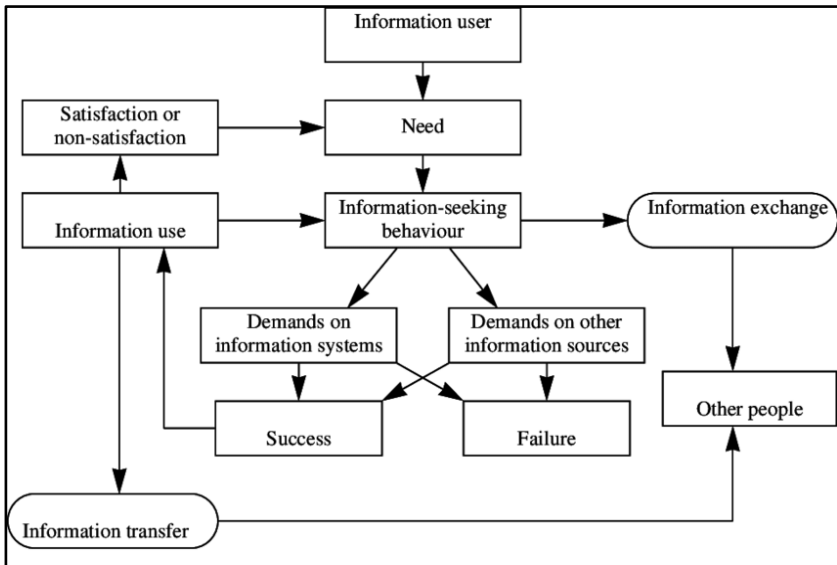 Information user
Satisfaction or
non-satisfaction
Need
Information use
Information-seeking
behaviour
Information exchange
Demands on
information systems
Demands on other
information sources
Other people
Success
Failure
Information transfer